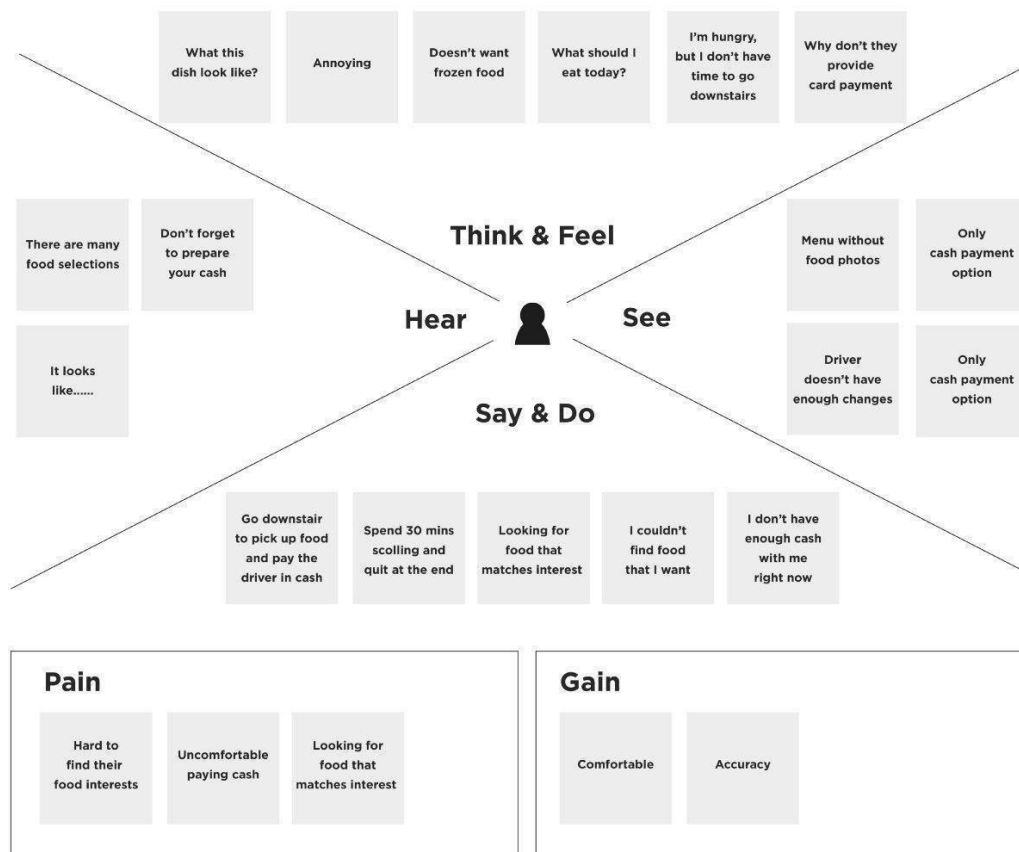 What this
dish look like?
Annoying
Doesn't want
frozen food
What should I
eat today?
I'm hungry,
but I don't have
time to go
downstairs
Why don't they
provide
card payment
Think & Feel
There are many
food selections
Don't forget
to prepare
your cash
It looks
like......
Hear
See
Menu without
food photos
Only
cash payment
option
Driver
doesn't have
enough changes
Only
cash payment
option
Say & Do
Go downstair
to pick up food
and pay the
driver in cash
Spend 30 mins
scolling and
quit at the end
Looking for
food that
matches interest
I couldn't
find food
that I want
I don't have
enough cash
with me
right now
Pain
Hard to
find their
food interests
Uncomfortable
paying cash
Looking for
food that
matches interest
Gain
Comfortable
Accuracy